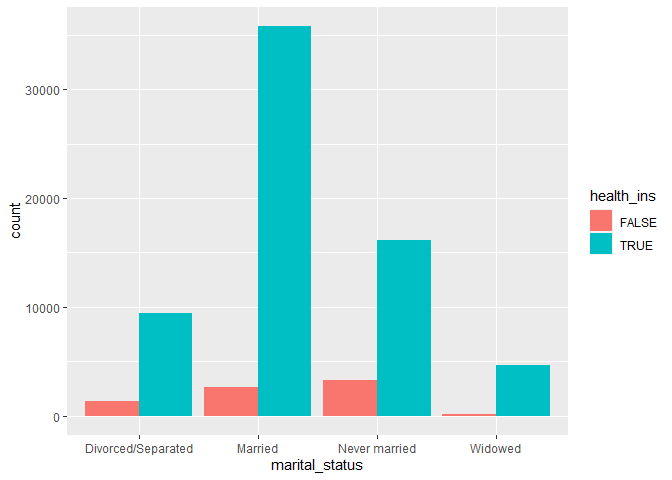 30000
20000
10000
0
count
Divorced/Separated Married Never married Widowed
marital_status
health_ins
FALSE
TRUE